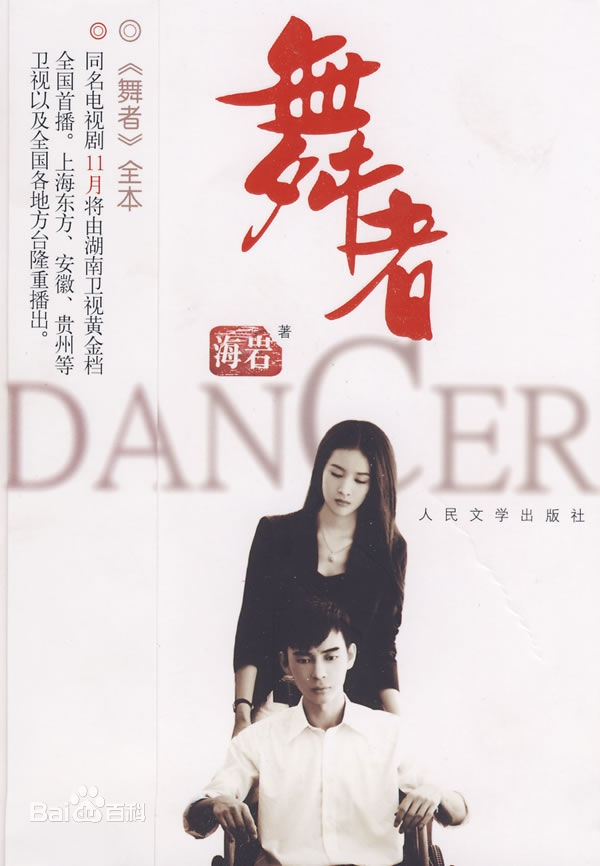 ◎《舞者》全本
◎同名电视剧11月将由湖南卫视黄金档
全国首播。上海东方、安徽、贵州等
卫视以及全国各地方台隆重播出。
舞者
海岩 著
DANCER
人民文学出版社
Bai百科